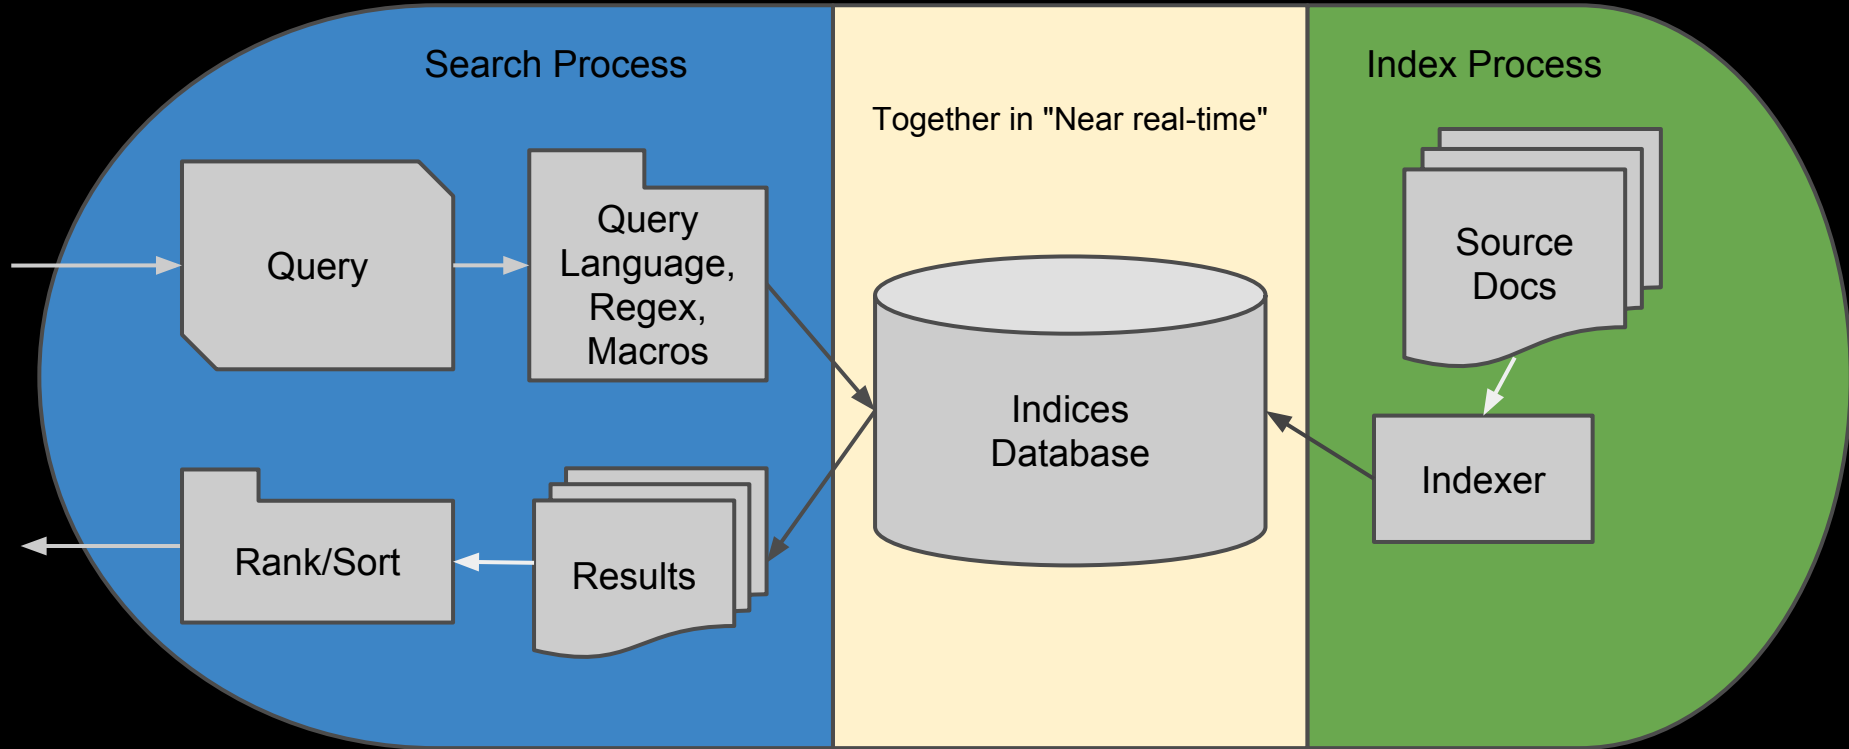 Search Process
Together in "Near real-time"
Index Process
Query
Query
Language,
Regex,
Macros
Source
Docs
Indices
Database
Indexer
Rank/Sort
Results